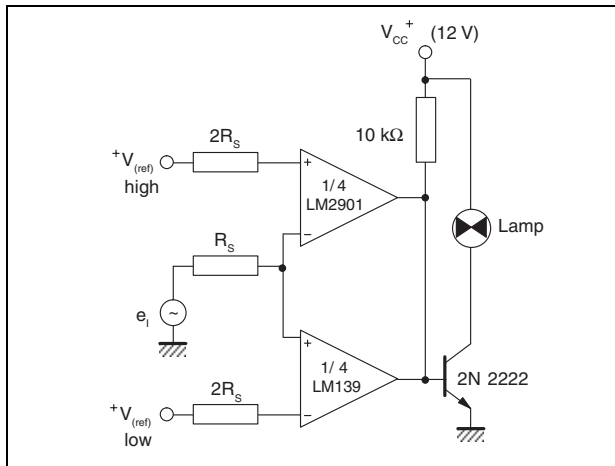 V_CC^+ (12 V)
2R_S
10 kΩ
+V_(ref)
high
+
1/4
LM2901
−
R_S
Lamp
e_I
~
+
1/4
LM139
−
2N 2222
2R_S
+V_(ref)
low